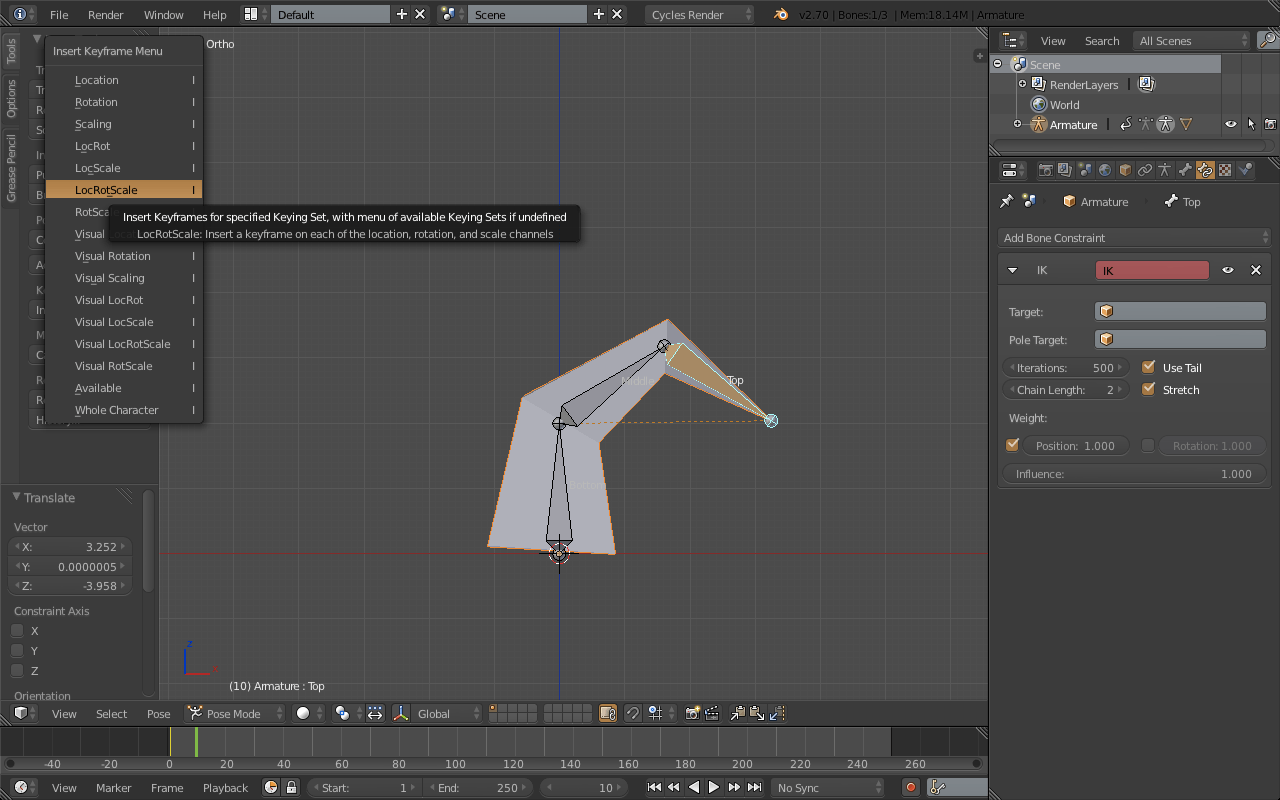 File Render Window Help Default Scene Cycles Render v2.70 | Bones:1/3 | Mem:18.14M | Armature
Insert Keyframe Menu
Location I
Rotation I
Scaling I
LocRot I
LocScale I
LocRotScale I
RotSca
Visual
Visual Rotation I
Visual Scaling I
Visual LocRot I
Visual LocScale I
Visual LocRotScale I
Visual RotScale I
Available I
Whole Character I
Insert Keyframes for specified Keying Set, with menu of available Keying Sets if undefined
LocRotScale: Insert a keyframe on each of the location, rotation, and scale channels
Tools
Options
Grease Pencil
Ortho
Middle
Top
(10) Armature : Top
Translate
Vector
X: 3.252
Y: 0.0000005
Z: -3.958
Constraint Axis
X
Y
Z
Orientation
z
View Select Pose Pose Mode Global
-40 -20 0 20 40 60 80 100 120 140 160 180 200 220 240 260
View Marker Frame Playback Start: 1 End: 250 10 No Sync
View Search All Scenes
Scene
RenderLayers
World
Armature
Armature Top
Add Bone Constraint
IK IK
Target:
Pole Target:
Iterations: 500 Use Tail
Chain Length: 2 Stretch
Weight:
Position: 1.000 Rotation: 1.000
Influence: 1.000